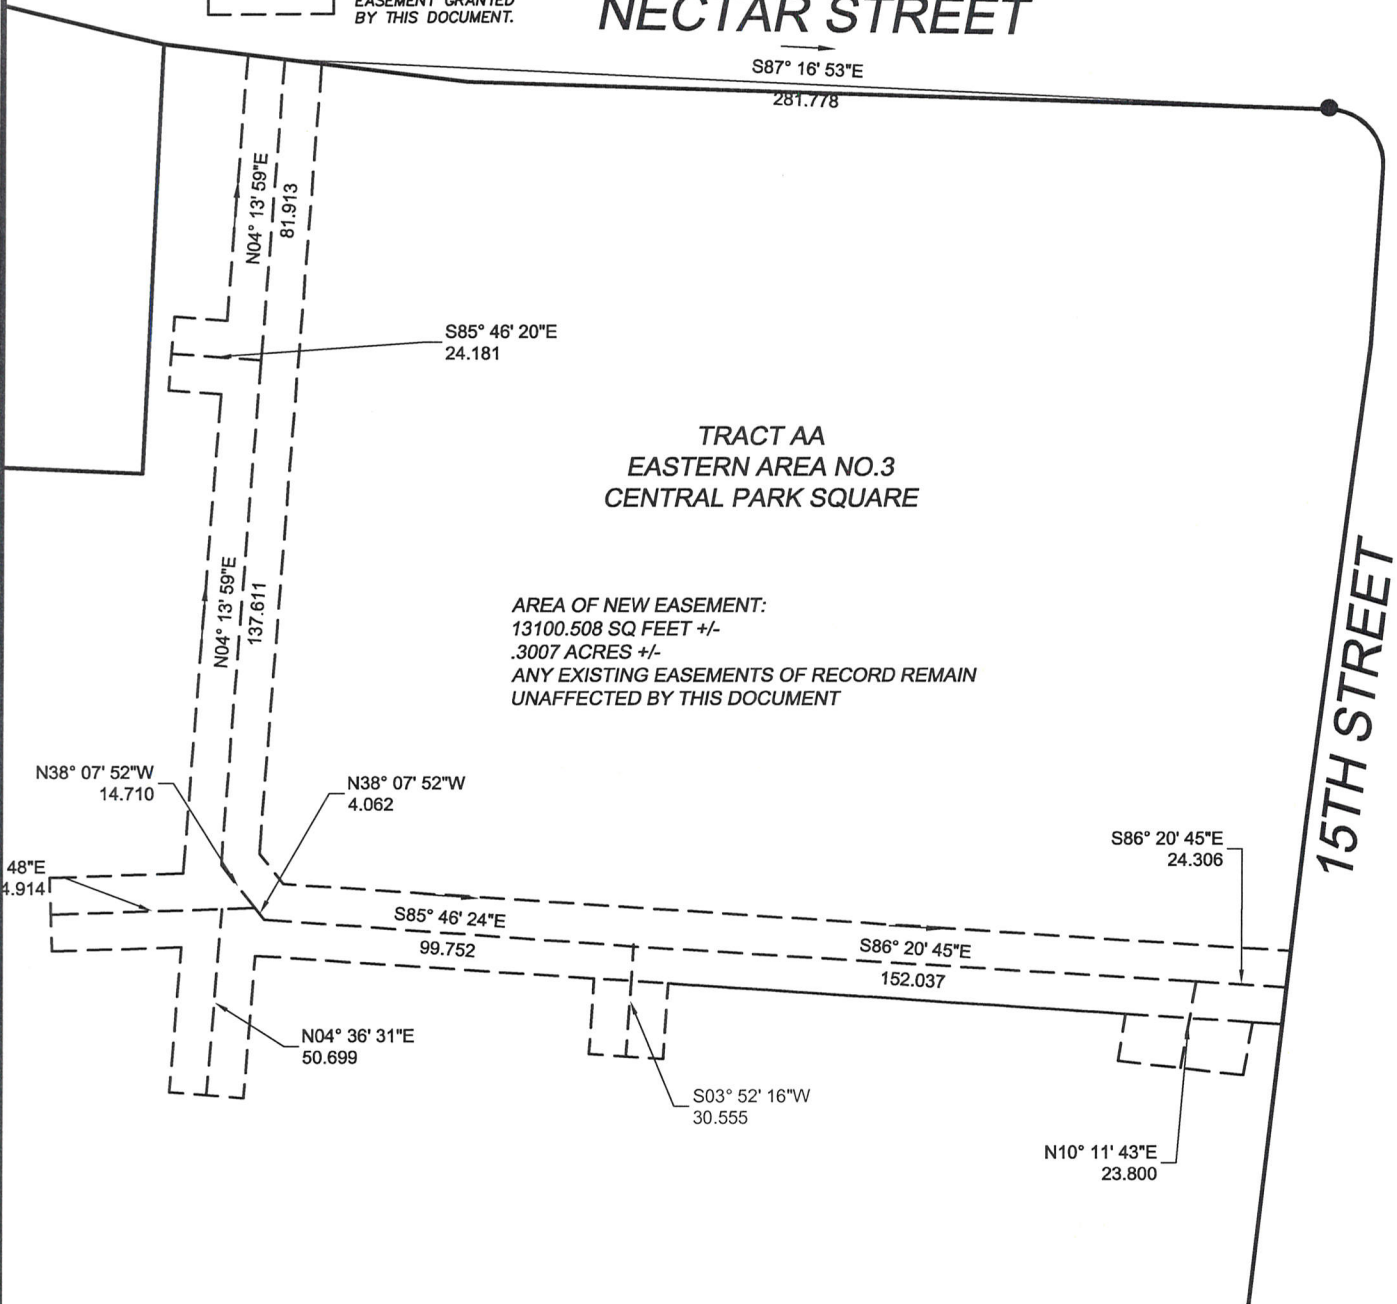 EASEMENT GRANTED
BY THIS DOCUMENT.
NECTAR STREET
S87° 16' 53"E
281.778
N04° 13' 59"E
81.913
S85° 46' 20"E
24.181
TRACT AA
EASTERN AREA NO.3
CENTRAL PARK SQUARE
N04° 13' 59"E
137.611
AREA OF NEW EASEMENT:
13100.508 SQ FEET +/-
.3007 ACRES +/-
ANY EXISTING EASEMENTS OF RECORD REMAIN
UNAFFECTED BY THIS DOCUMENT
15TH STREET
N38° 07' 52"W
14.710
N38° 07' 52"W
4.062
S86° 20' 45"E
24.306
48"E
4.914
S85° 46' 24"E
99.752
S86° 20' 45"E
152.037
N04° 36' 31"E
50.699
S03° 52' 16"W
30.555
N10° 11' 43"E
23.800